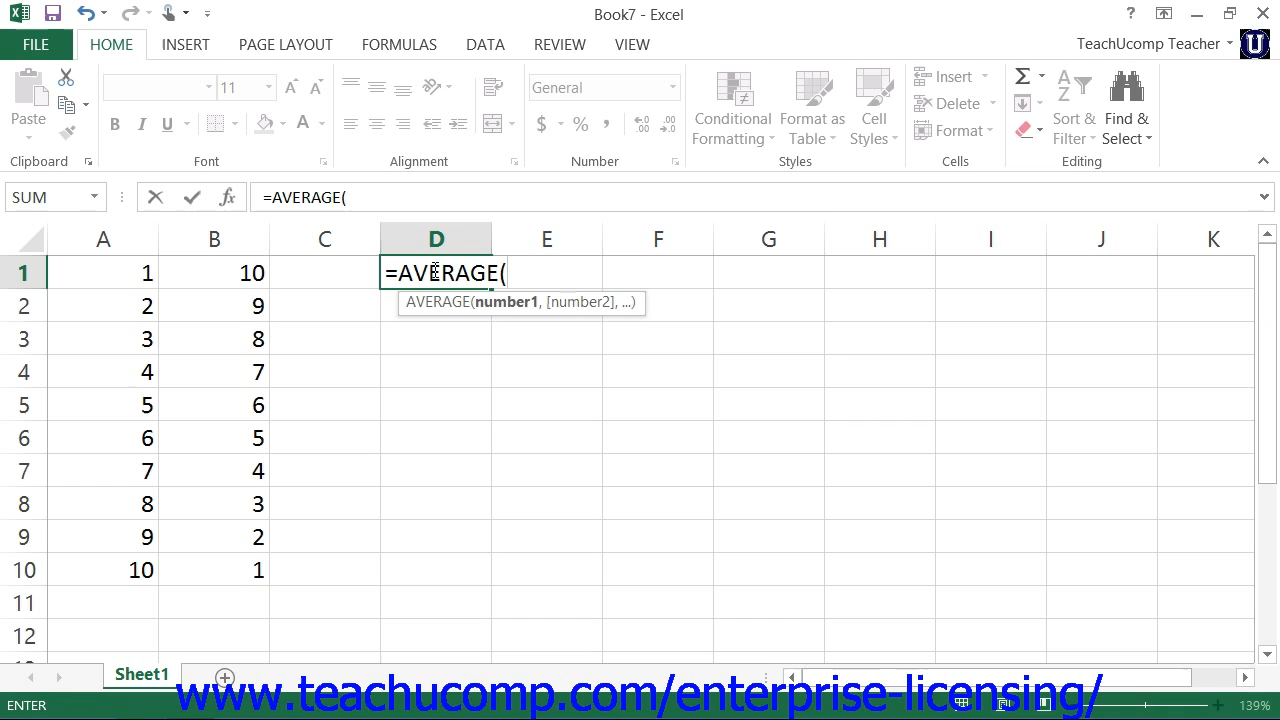 Book7 - Excel
?
FILE HOME INSERT PAGE LAYOUT FORMULAS DATA REVIEW VIEW TeachUcomp Teacher U
Paste
Clipboard
11
A A
B I U A
Font
Alignment
General
$ % , .00 .0
Number
Conditional Formatting
Format as Table
Cell Styles
Styles
Insert
Delete
Format
Cells
Σ
A Z
Sort & Filter
Find & Select
Editing
SUM fx =AVERAGE(
A B C D E F G H I J K
1 1 10 =AVERAGE(
AVERAGE(number1, [number2], ...)
2 2 9
3 3 8
4 4 7
5 5 6
6 6 5
7 7 4
8 8 3
9 9 2
10 10 1
11
12
Sheet1
www.teachucomp.com/enterprise-licensing/
ENTER 139%